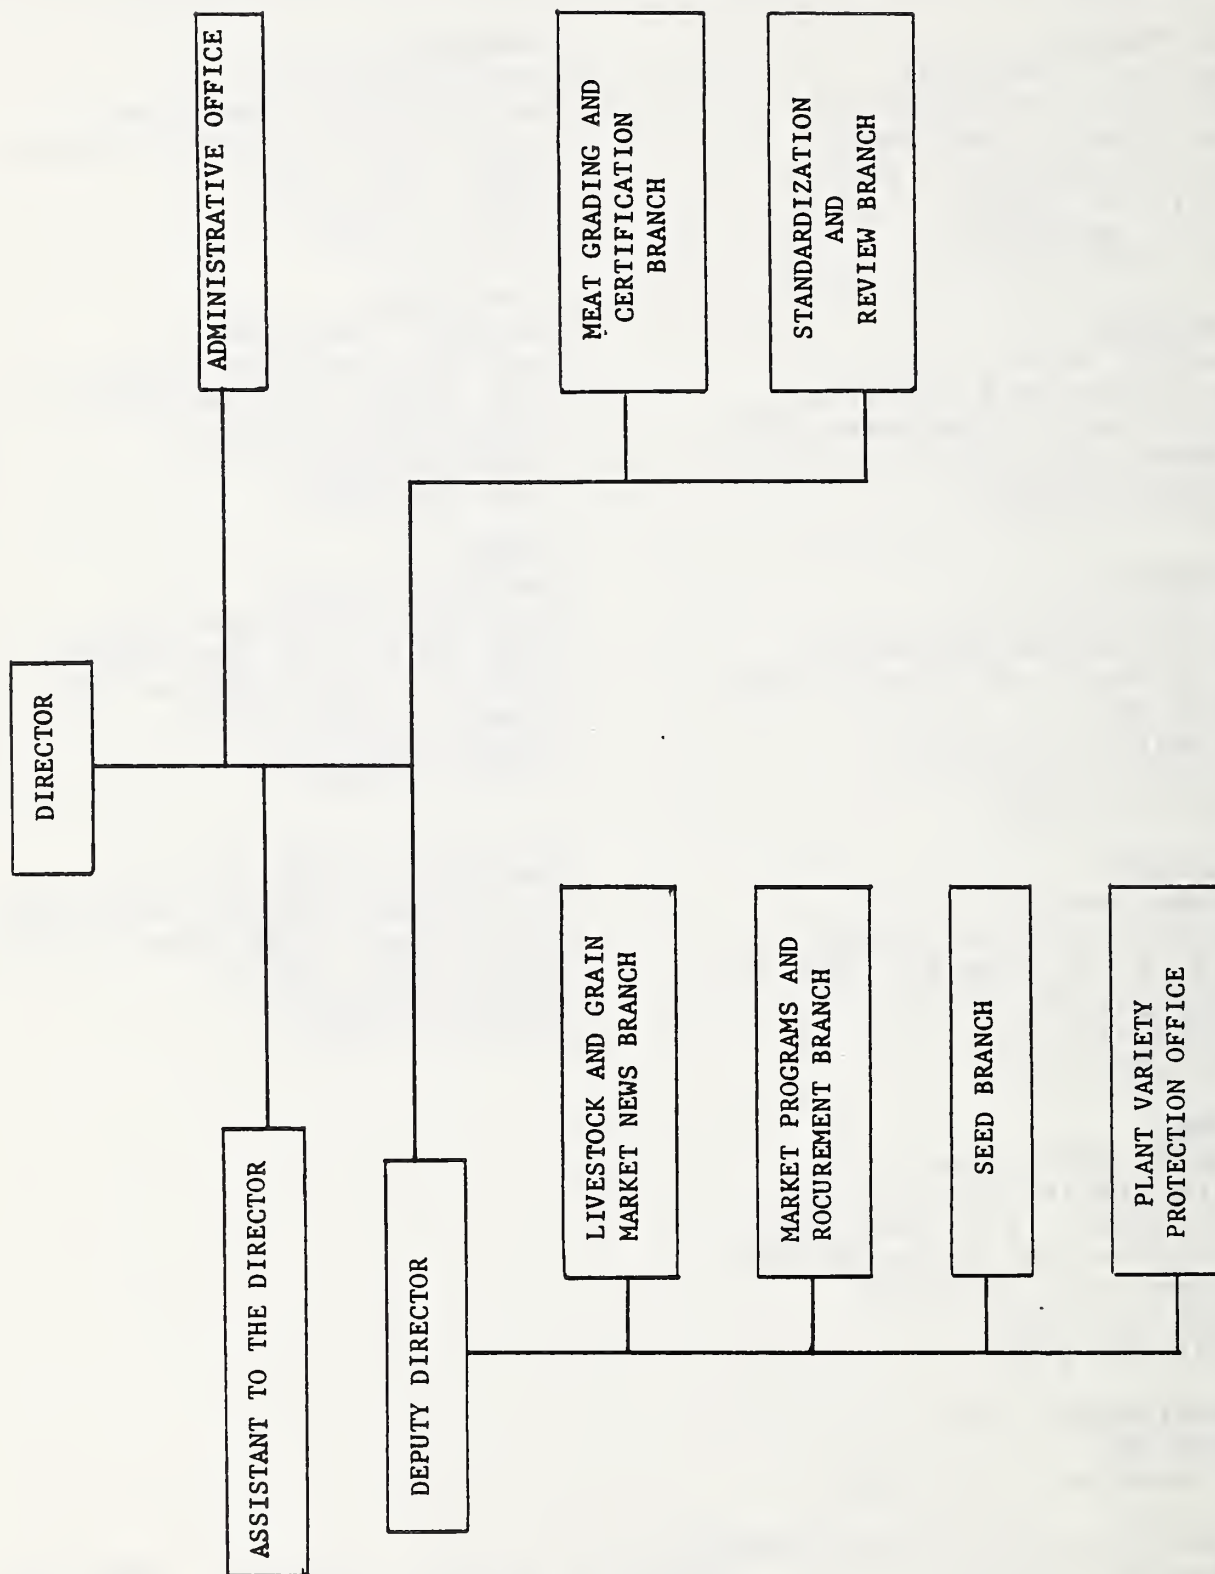 DIRECTOR
ASSISTANT TO THE DIRECTOR
ADMINISTRATIVE OFFICE
DEPUTY DIRECTOR
LIVESTOCK AND GRAIN
MARKET NEWS BRANCH
MARKET PROGRAMS AND
ROCUREMENT BRANCH
SEED BRANCH
PLANT VARIETY
PROTECTION OFFICE
MEAT GRADING AND
CERTIFICATION
BRANCH
STANDARDIZATION
AND
REVIEW BRANCH